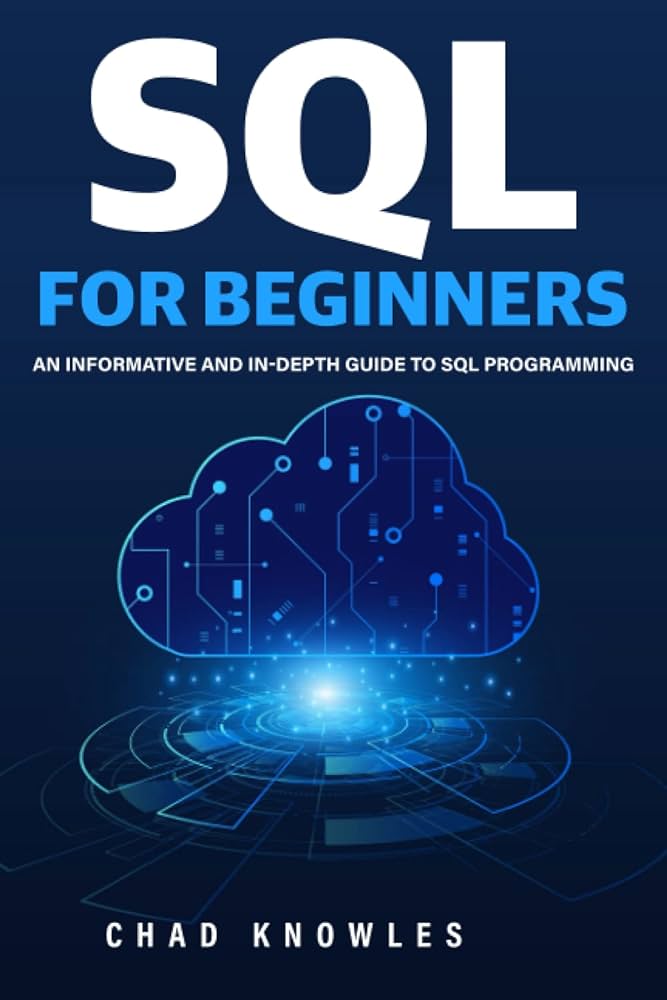 SQL
FOR BEGINNERS
AN INFORMATIVE AND IN-DEPTH GUIDE TO SQL PROGRAMMING
CHAD KNOWLES